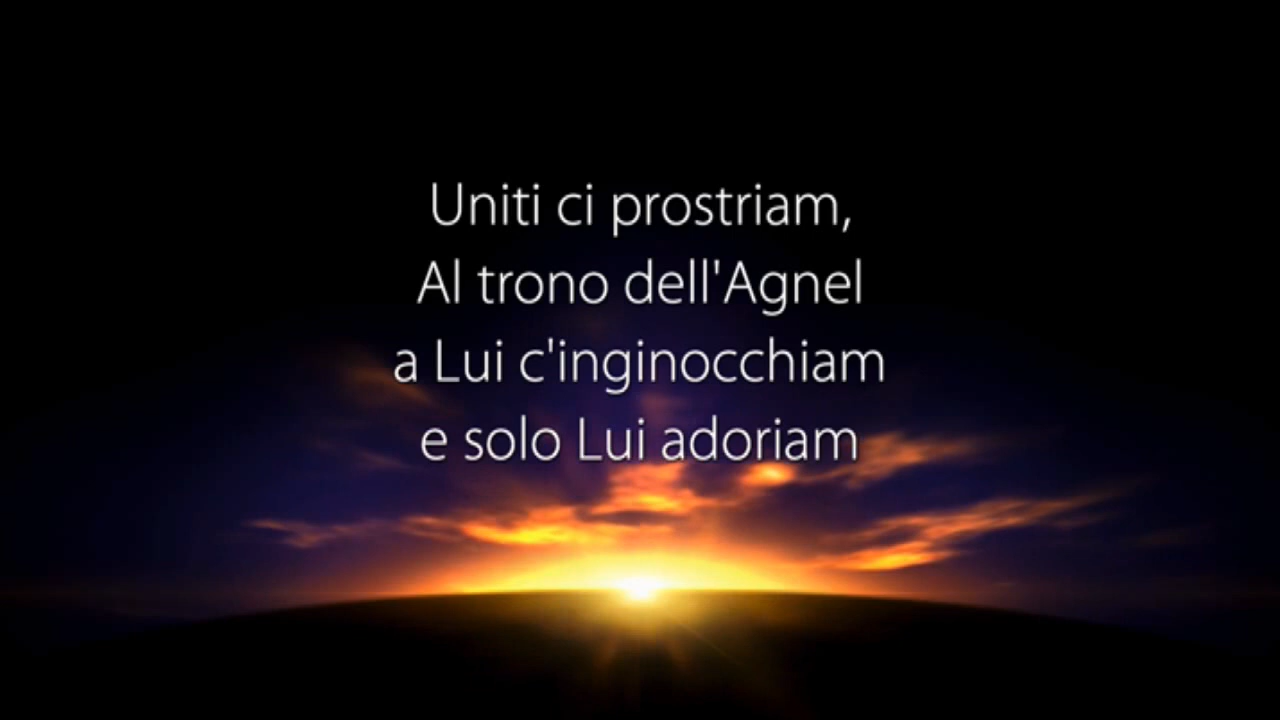 Uniti ci prostriam,
Al trono dell'Agnel
a Lui c'inginocchiam
e solo Lui adoriam